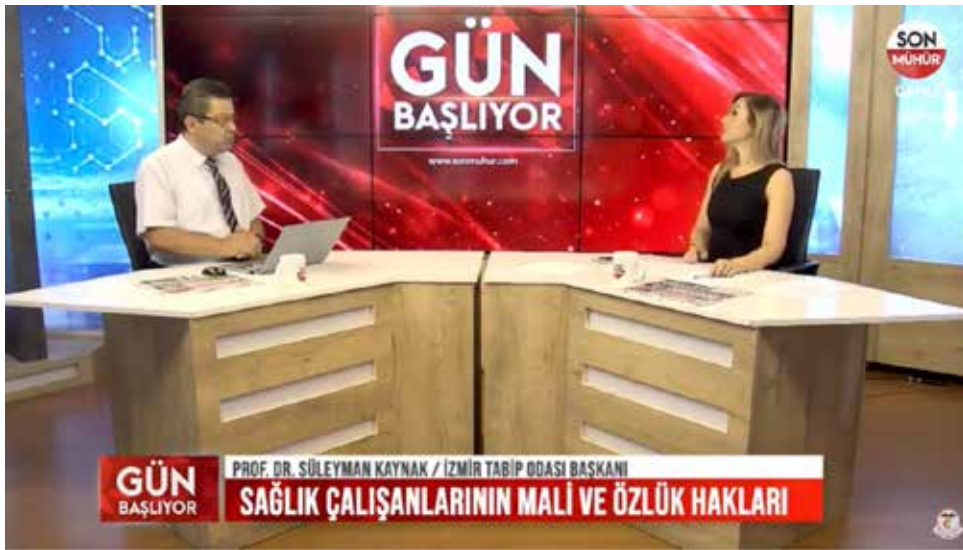 GÜN
BAŞLIYOR
www.sonmuhur.com
SON
MÜHÜR
CANLI
PROF. DR. SÜLEYMAN KAYNAK / İZMİR TABİP ODASI BAŞKANI
GÜN
BAŞLIYOR
SAĞLIK ÇALIŞANLARININ MALİ VE ÖZLÜK HAKLARI